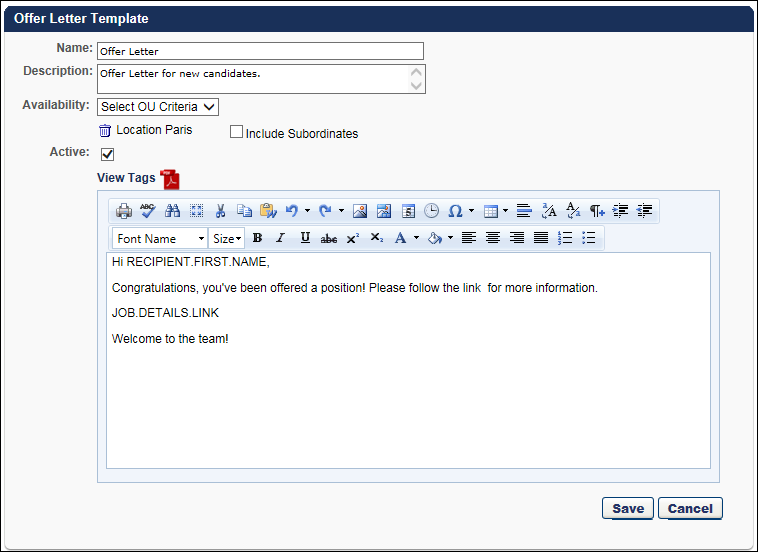 Offer Letter Template
Name: Offer Letter
Description: Offer Letter for new candidates.
Availability: Select OU Criteria
Location Paris Include Subordinates
Active:
View Tags
Font Name Size B I U abc x² x₂ A
Hi RECIPIENT.FIRST.NAME,
Congratulations, you've been offered a position! Please follow the link for more information.
JOB.DETAILS.LINK
Welcome to the team!
Save Cancel